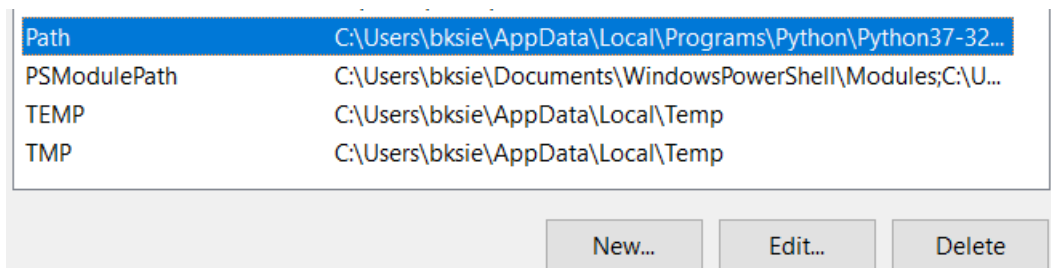 Path C:\Users\bksie\AppData\Local\Programs\Python\Python37-32...
PSModulePath C:\Users\bksie\Documents\WindowsPowerShell\Modules;C:\U...
TEMP C:\Users\bksie\AppData\Local\Temp
TMP C:\Users\bksie\AppData\Local\Temp
New... Edit... Delete